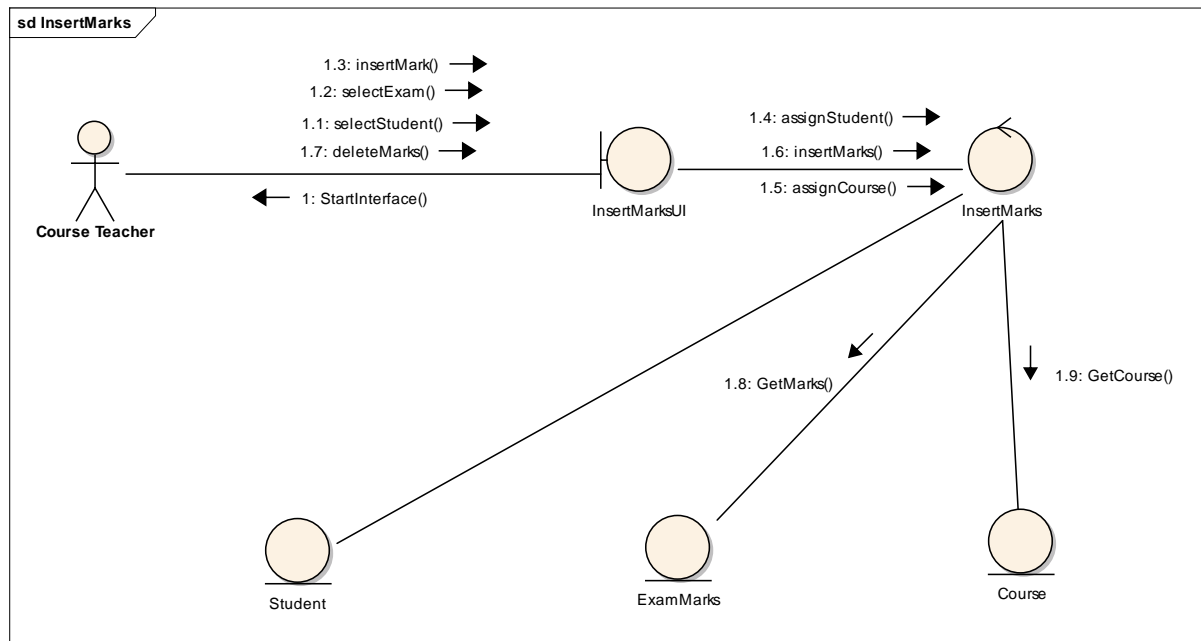 sd InsertMarks
1.3: insertMark()
1.2: selectExam()
1.1: selectStudent()
1.7: deleteMarks()
1: StartInterface()
Course Teacher
InsertMarksUI
1.4: assignStudent()
1.6: insertMarks()
1.5: assignCourse()
InsertMarks
1.8: GetMarks()
1.9: GetCourse()
Student
ExamMarks
Course